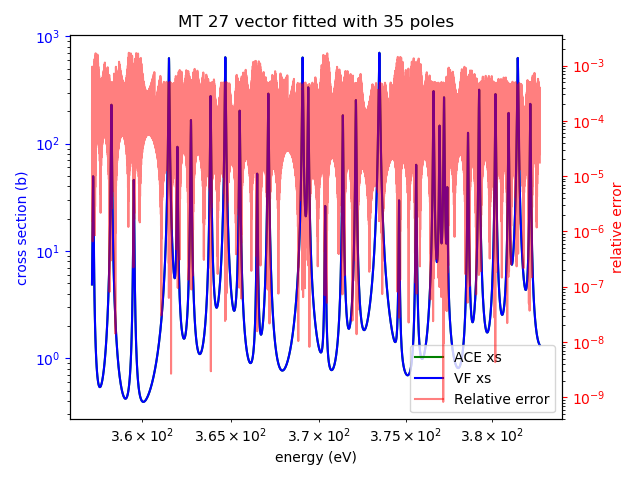 MT 27 vector fitted with 35 poles
10³
10²
10¹
10⁰
cross section (b)
10⁻³
10⁻⁴
10⁻⁵
10⁻⁶
10⁻⁷
10⁻⁸
10⁻⁹
relative error
ACE xs
VF xs
Relative error
3.6 × 10² 3.65 × 10² 3.7 × 10² 3.75 × 10² 3.8 × 10²
energy (eV)